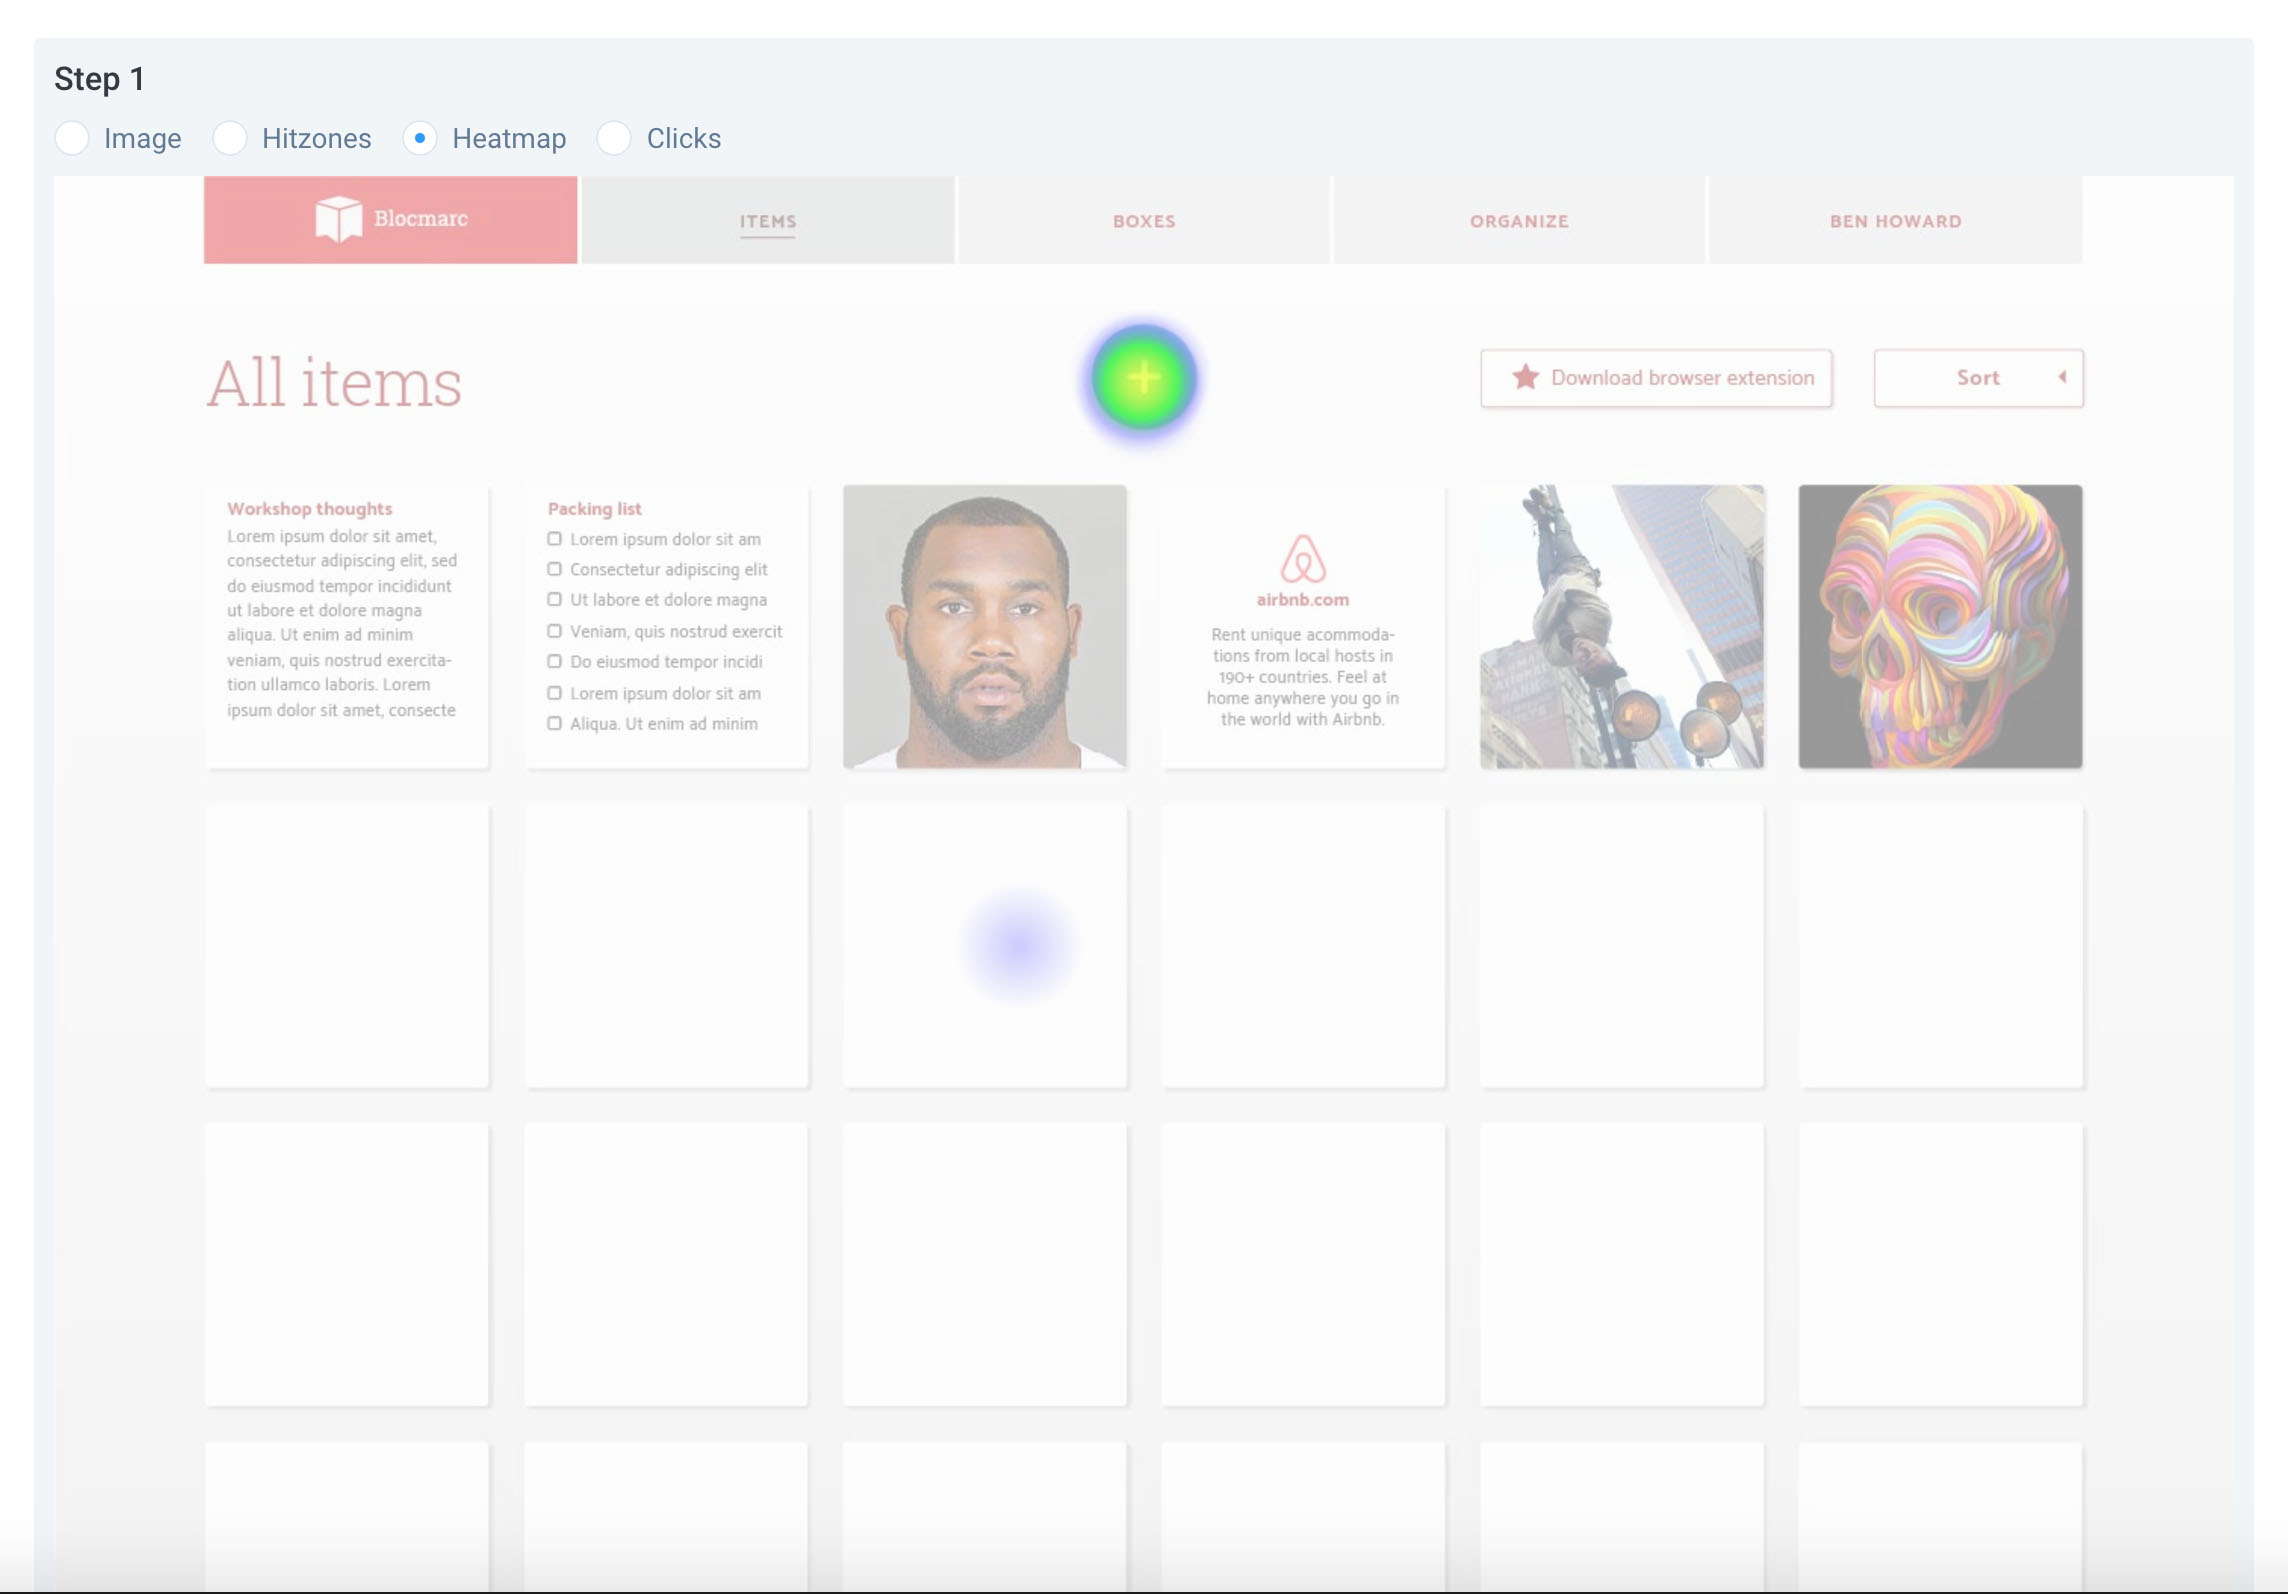 Step 1
Image Hitzones Heatmap Clicks
Blocmarc ITEMS BOXES ORGANIZE BEN HOWARD
All items + Download browser extension Sort
Workshop thoughts
Lorem ipsum dolor sit amet,
consectetur adipiscing elit, sed
do eiusmod tempor incididunt
ut labore et dolore magna
aliqua. Ut enim ad minim
veniam, quis nostrud exercita-
tion ullamco laboris. Lorem
ipsum dolor sit amet, consecte
Packing list
Lorem ipsum dolor sit am
Consectetur adipiscing elit
Ut labore et dolore magna
Veniam, quis nostrud exercit
Do eiusmod tempor incidi
Lorem ipsum dolor sit am
Aliqua. Ut enim ad minim
airbnb.com
Rent unique acommoda-
tions from local hosts in
190+ countries. Feel at
home anywhere you go in
the world with Airbnb.